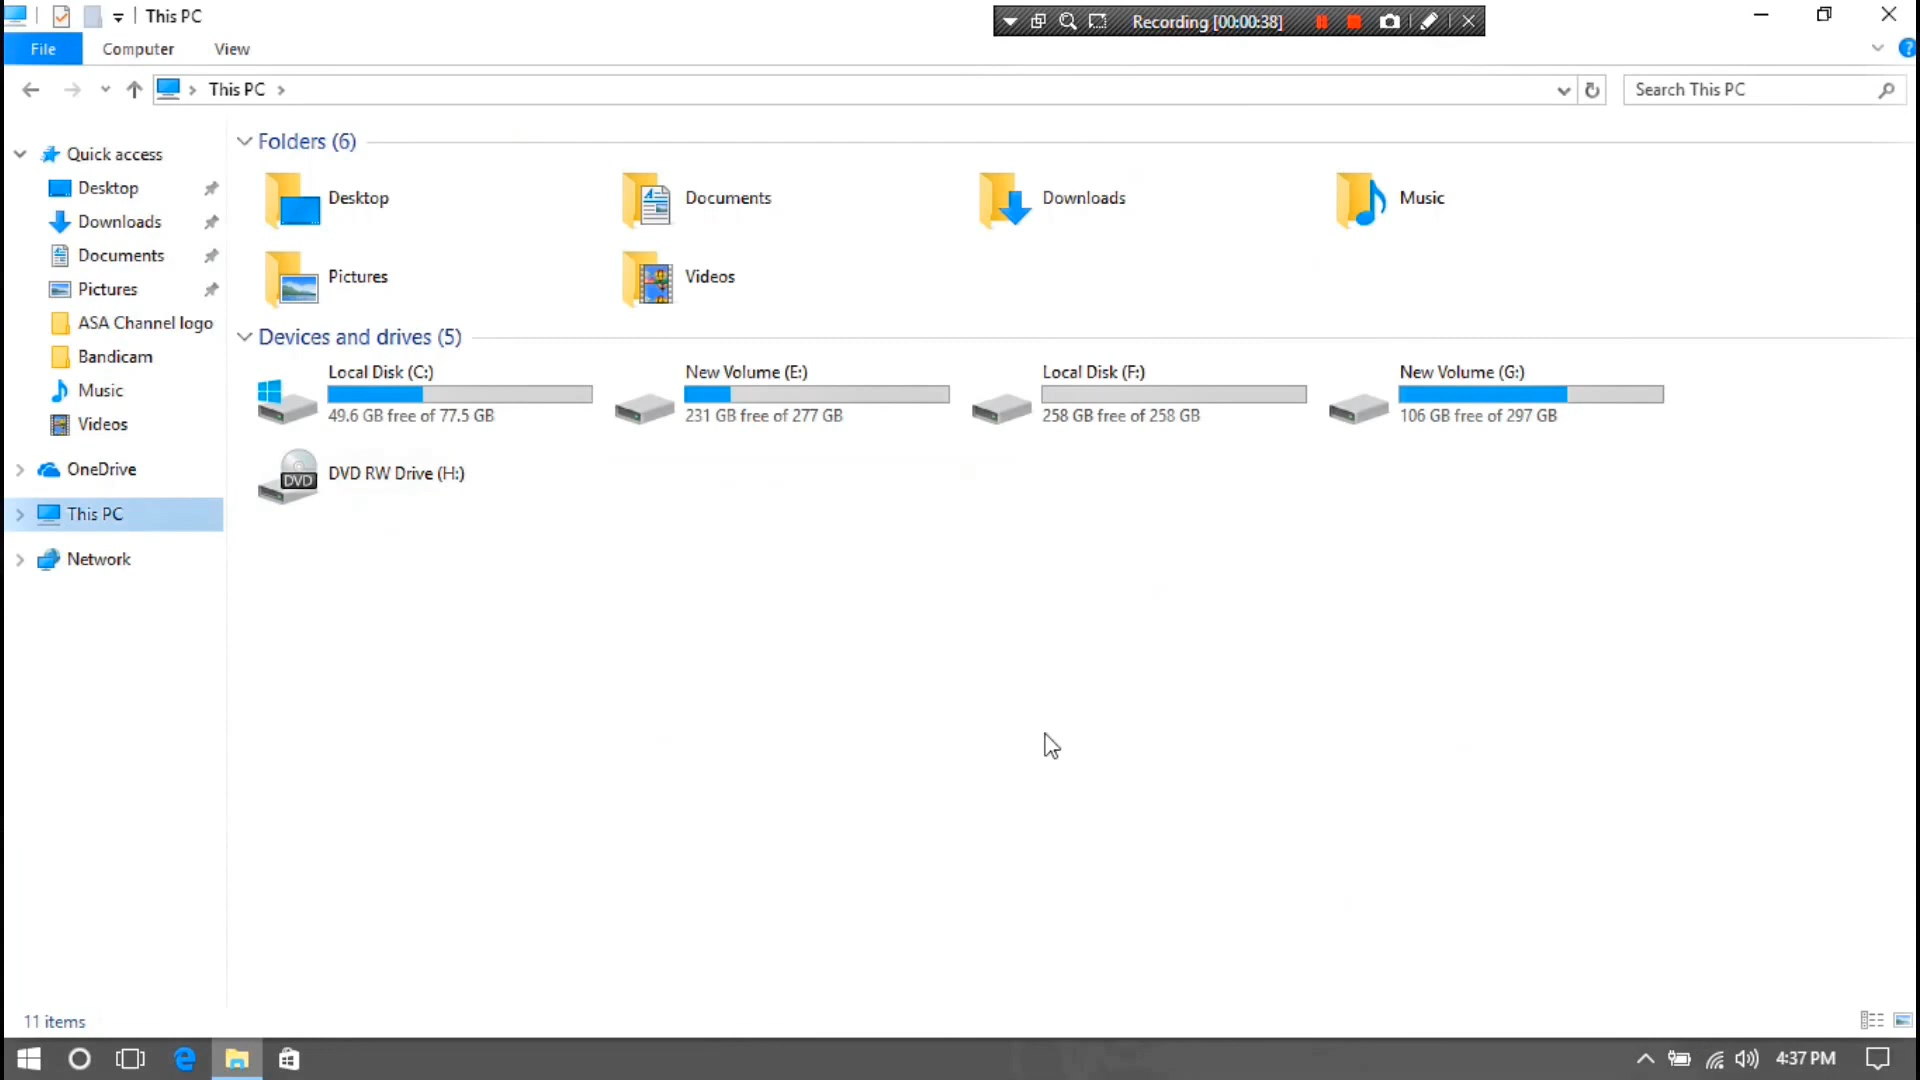 This PC
Recording [00:00:38]
File
Computer
View
?
This PC
Search This PC
Quick access
Desktop
Downloads
Documents
Pictures
ASA Channel logo
Bandicam
Music
Videos
OneDrive
This PC
Network
Folders (6)
Desktop
Documents
Downloads
Music
Pictures
Videos
Devices and drives (5)
Local Disk (C:)
49.6 GB free of 77.5 GB
New Volume (E:)
231 GB free of 277 GB
Local Disk (F:)
258 GB free of 258 GB
New Volume (G:)
106 GB free of 297 GB
DVD
DVD RW Drive (H:)
11 items
4:37 PM